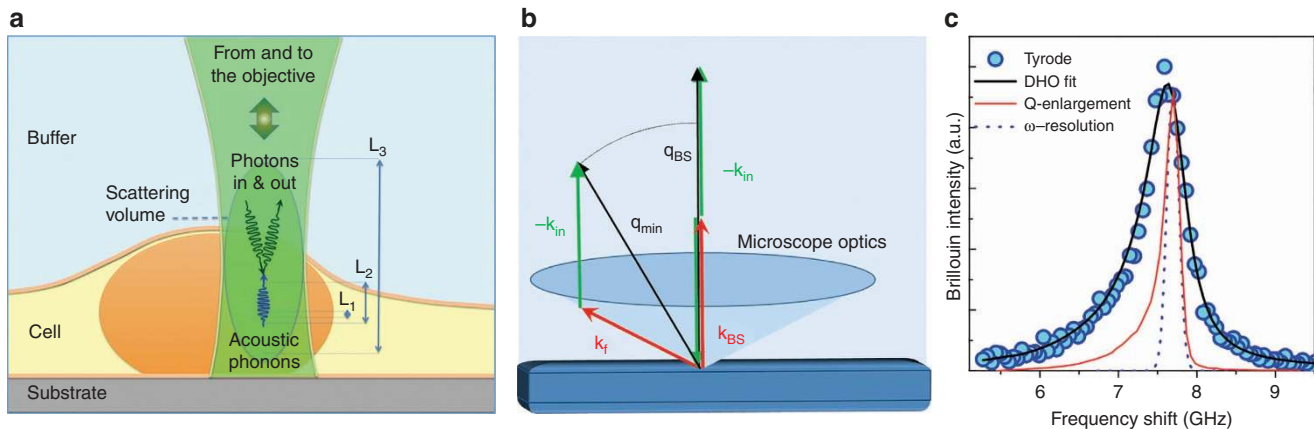 a
From and to
the objective
Buffer
L3
Photons
in & out
Scattering
volume
L2
L1
Cell
Acoustic
phonons
Substrate
b
qBS
–kin
–kin
qmin
Microscope optics
kf
kBS
c
Tyrode
DHO fit
Q-enlargement
ω–resolution
Brillouin intensity (a.u.)
6 7 8 9
Frequency shift (GHz)